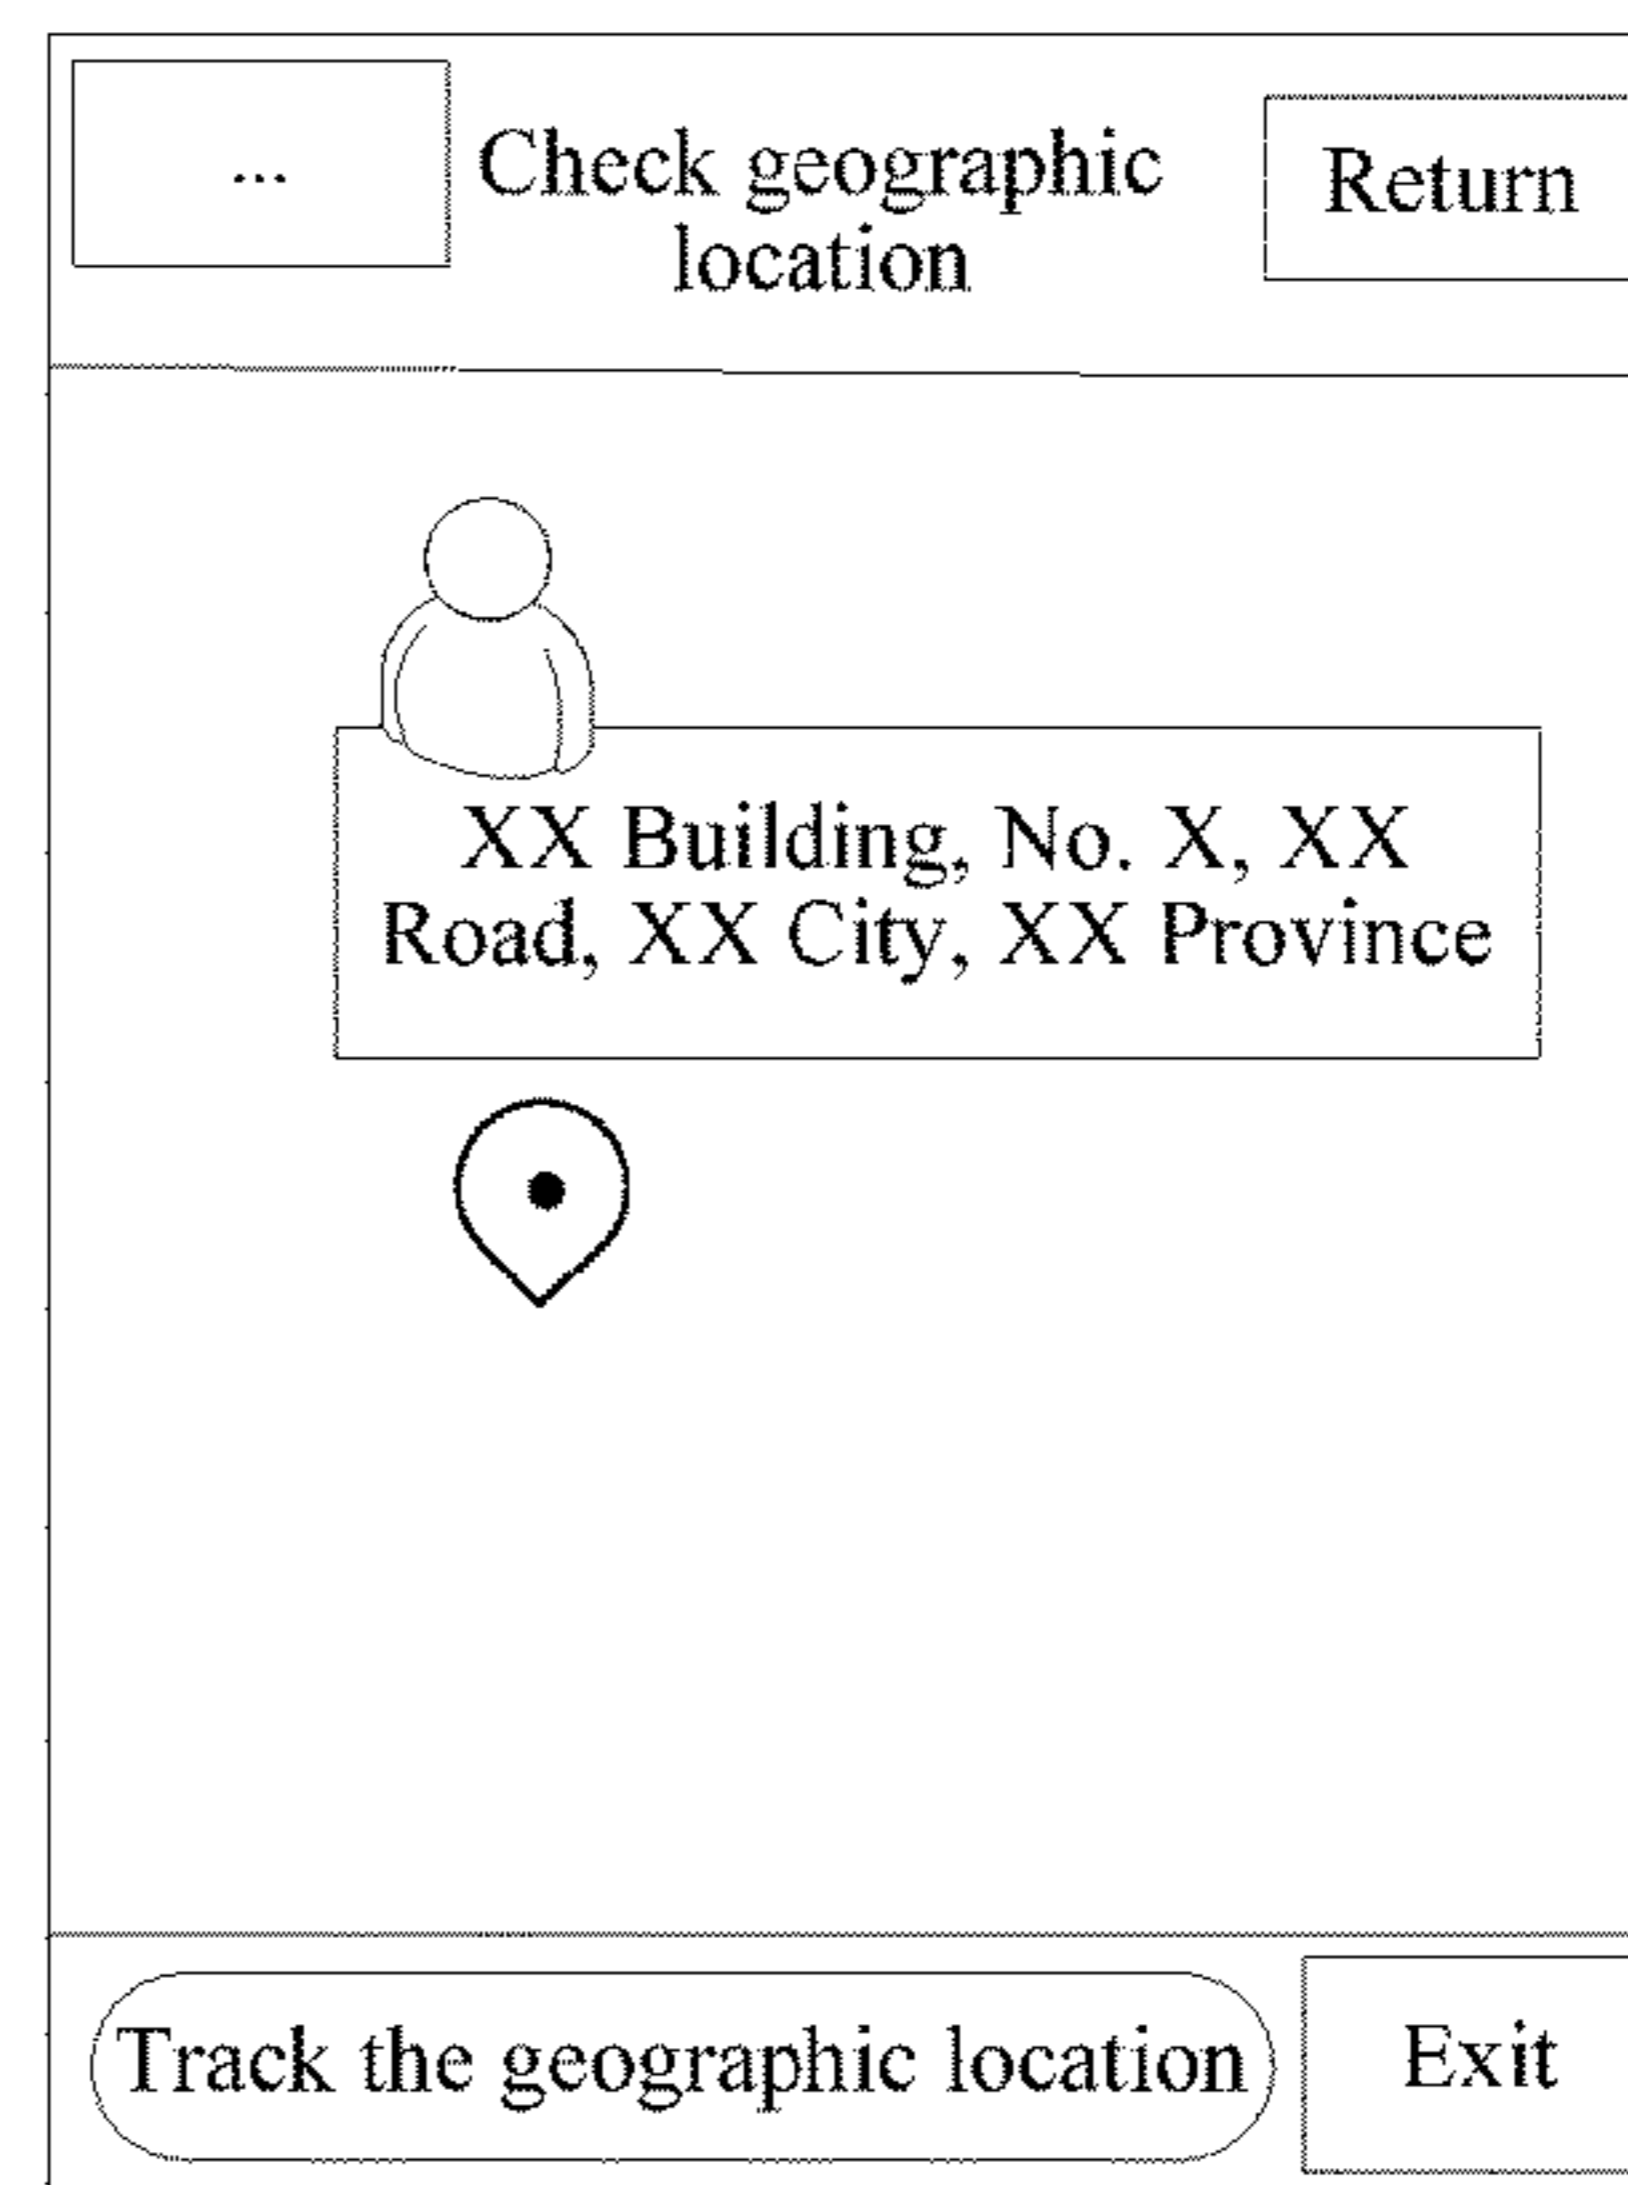 ...
Check geographic
location
Return
XX Building, No. X, XX
Road, XX City, XX Province
Track the geographic location
Exit